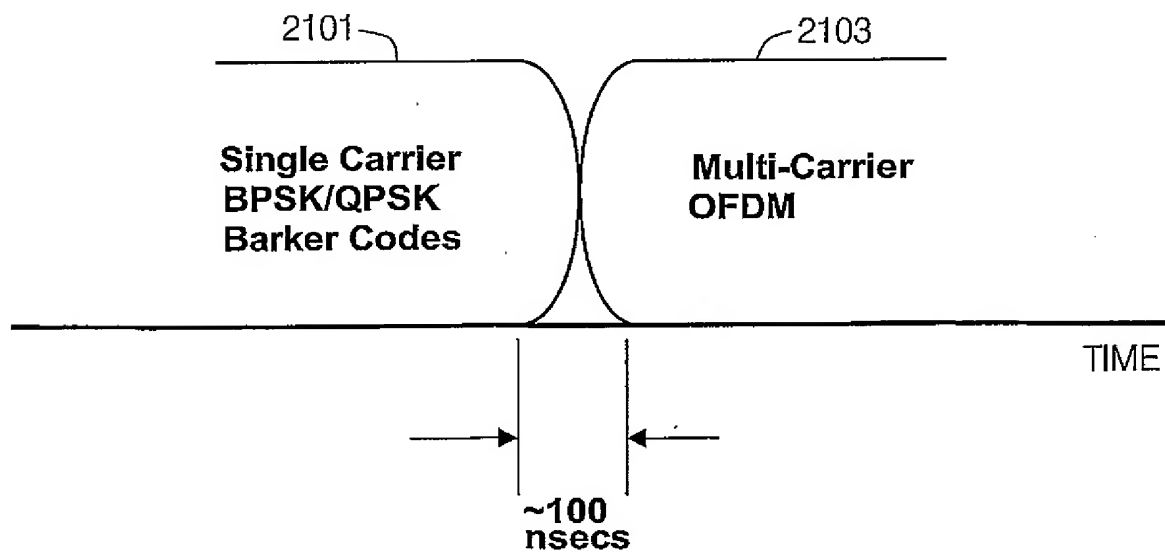 2101
2103
Single Carrier
BPSK/QPSK
Barker Codes
Multi-Carrier
OFDM
TIME
~100
nsecs